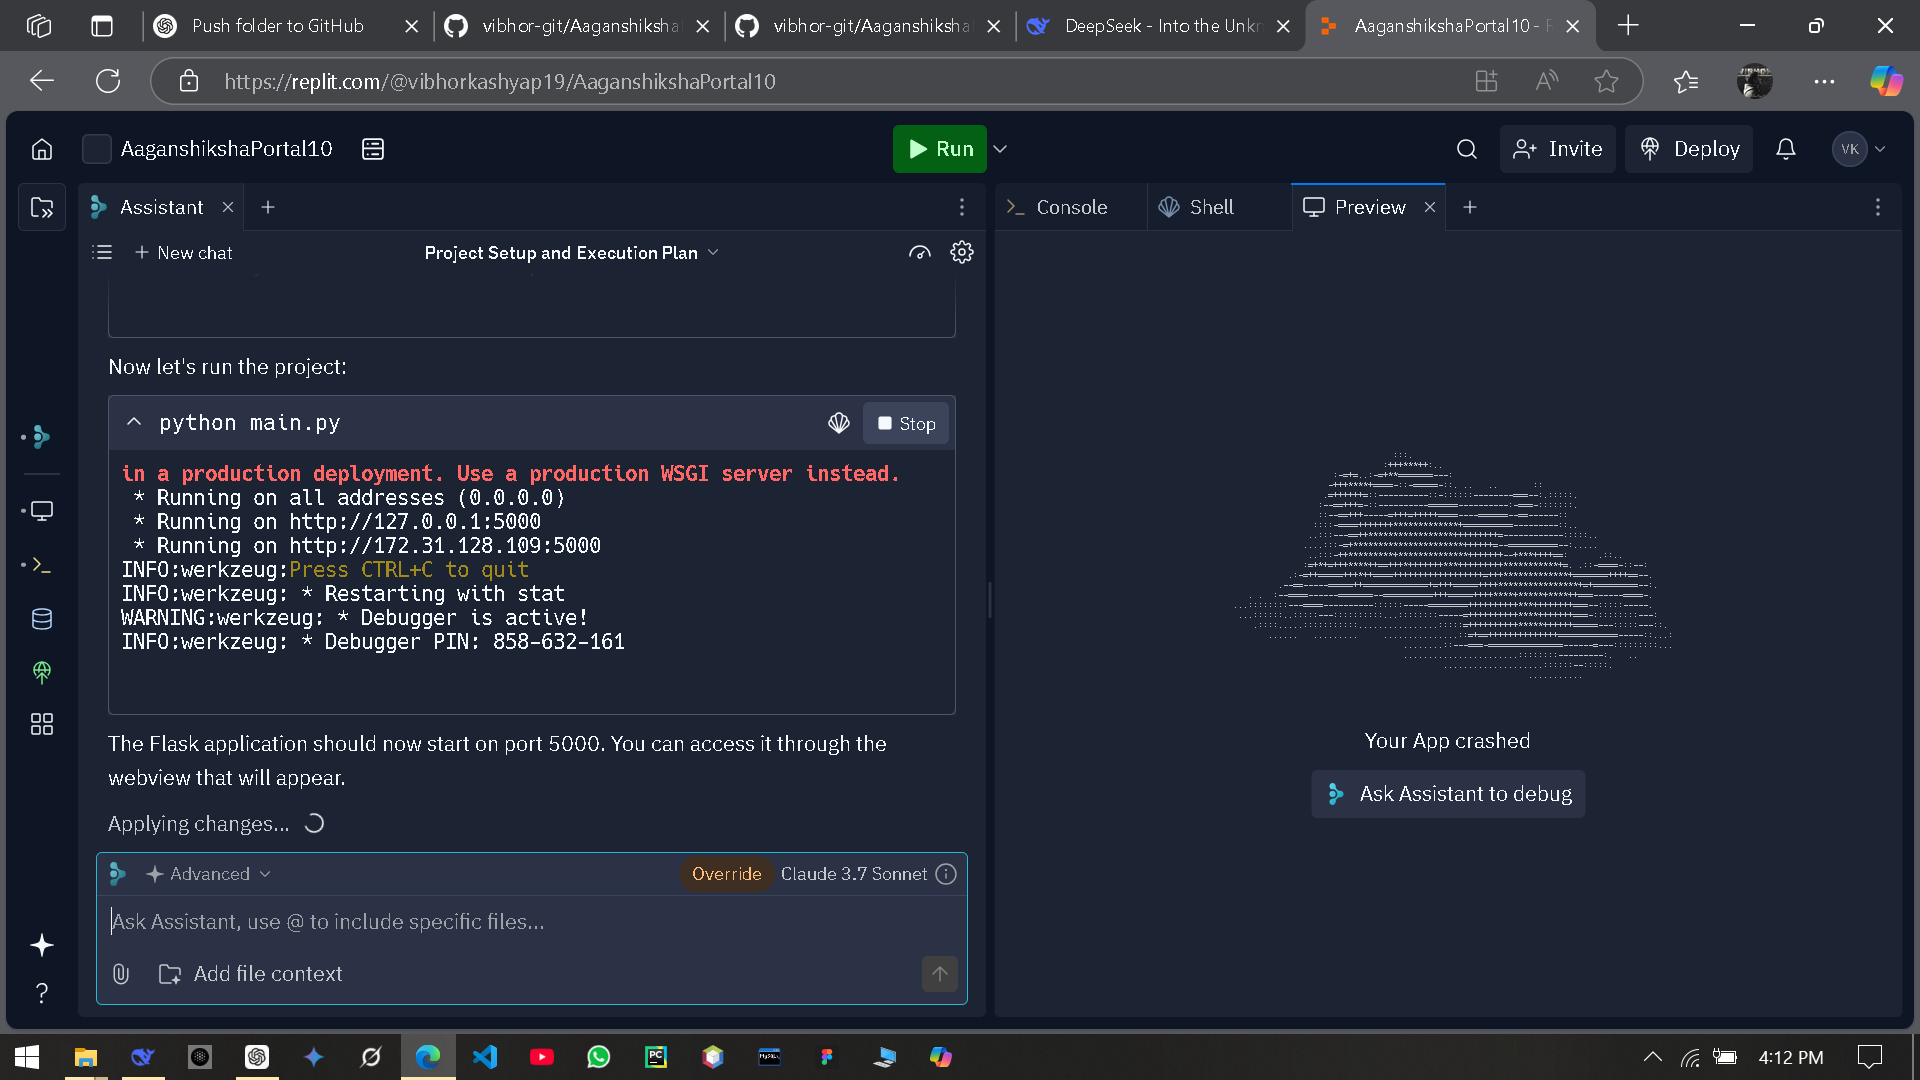 Push folder to GitHub
vibhor-git/Aaganshiksha
vibhor-git/Aaganshiksha
DeepSeek - Into the Unkn
AaganshikshaPortal10 - R
https://replit.com/@vibhorkashyap19/AaganshikshaPortal10
AaganshikshaPortal10
Run
Invite
Deploy
VK
Assistant
Console
Shell
Preview
New chat
Project Setup and Execution Plan
Now let's run the project:
python main.py
Stop
in a production deployment. Use a production WSGI server instead.
* Running on all addresses (0.0.0.0)
* Running on http://127.0.0.1:5000
* Running on http://172.31.128.109:5000
INFO:werkzeug:Press CTRL+C to quit
INFO:werkzeug: * Restarting with stat
WARNING:werkzeug: * Debugger is active!
INFO:werkzeug: * Debugger PIN: 858-632-161
The Flask application should now start on port 5000. You can access it through the
webview that will appear.
Applying changes...
Advanced
Override
Claude 3.7 Sonnet
Ask Assistant, use @ to include specific files...
Add file context
Your App crashed
Ask Assistant to debug
4:12 PM